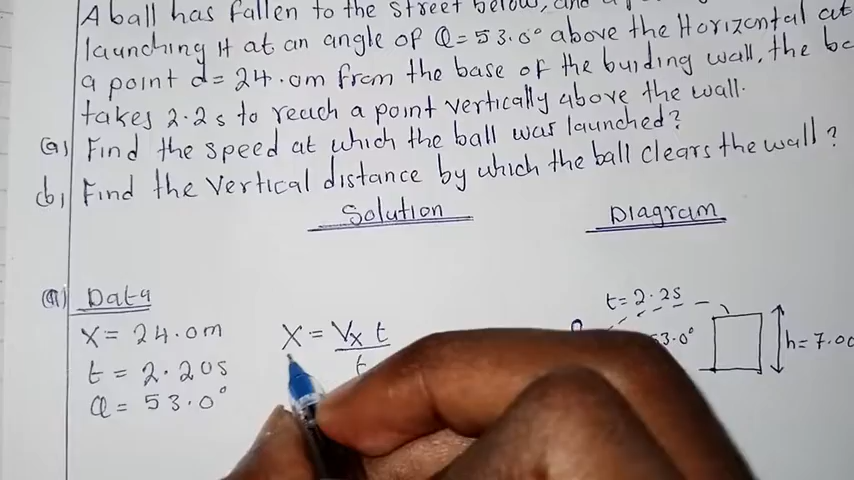 A ball has fallen to the street below, and a
launching it at an angle of Q = 53.0° above the Horizontal at
a point d = 24.0m from the base of the buiding wall, the
takes 2.2s to reach a point vertically above the wall.
(a) Find the speed at which the ball was launched?
(b) Find the vertical distance by which the ball clears the wall?
Solution
Diagram
(a) Data
X = 24.0m
t = 2.20s
Q = 53.0°
X = Vx t
t
t = 2.2s
53.0°
h = 7.0